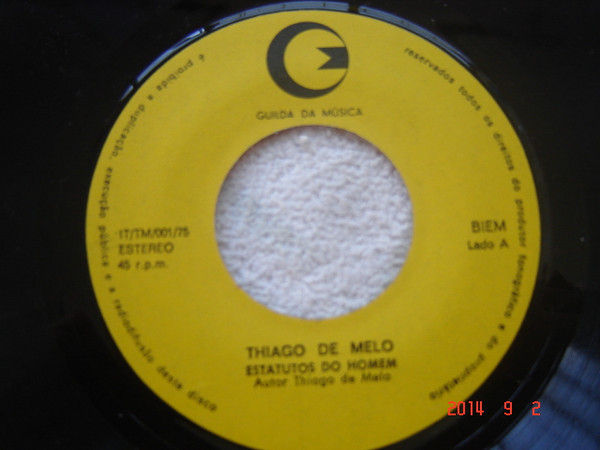 GUILDA DA MÚSICA
reservados todos os direitos do produtor fonográfico e do proprietário
é proibida a duplicação, execução pública e a radiodifusão deste disco
1T/TM/001/75
ESTEREO
45 r.p.m.
BIEM
Lado A
THIAGO DE MELO
ESTATUTOS DO HOMEM
Autor Thiago de Melo
2014 9 2